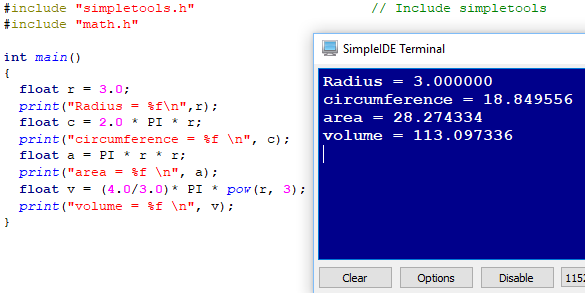 #include "simpletools.h" // Include simpletools
#include "math.h"
int main()
{
float r = 3.0;
print("Radius = %f\n",r);
float c = 2.0 * PI * r;
print("circumference = %f \n", c);
float a = PI * r * r;
print("area = %f \n", a);
float v = (4.0/3.0)* PI * pow(r, 3);
print("volume = %f \n", v);
}
SimpleIDE Terminal
Radius = 3.000000
circumference = 18.849556
area = 28.274334
volume = 113.097336
Clear Options Disable 1152